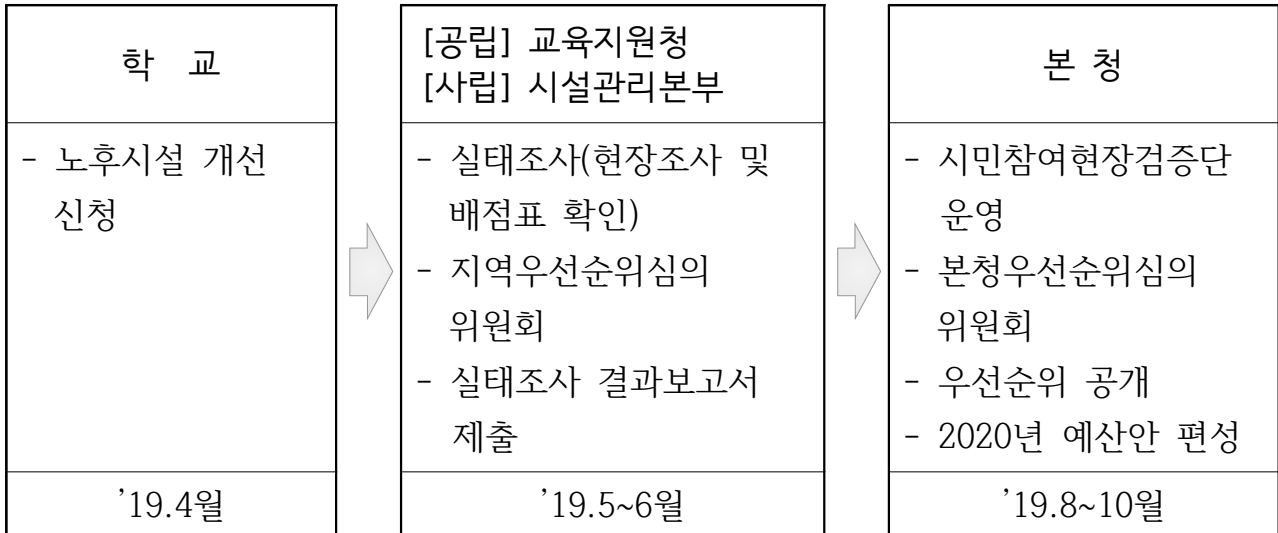 학 교
- 노후시설 개선
신청
'19.4월
[공립] 교육지원청
[사립] 시설관리본부
- 실태조사(현장조사 및
배점표 확인)
- 지역우선순위심의
위원회
- 실태조사 결과보고서
제출
'19.5~6월
본 청
- 시민참여현장검증단
운영
- 본청우선순위심의
위원회
- 우선순위 공개
- 2020년 예산안 편성
'19.8~10월